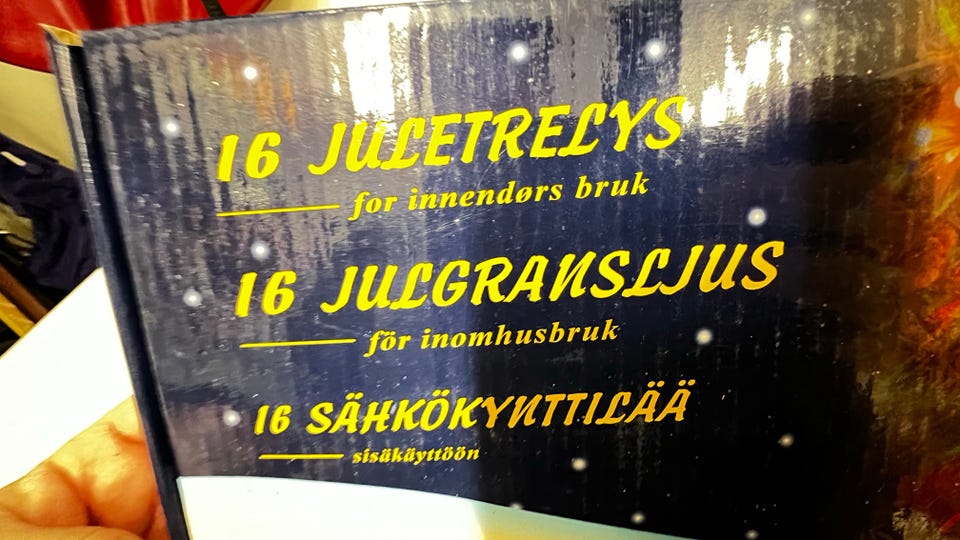 16 JULETRELYS
for innendørs bruk
16 JULGRANSLJUS
för inomhusbruk
16 SÄHKÖKYNTTILÄÄ
sisäkäyttöön